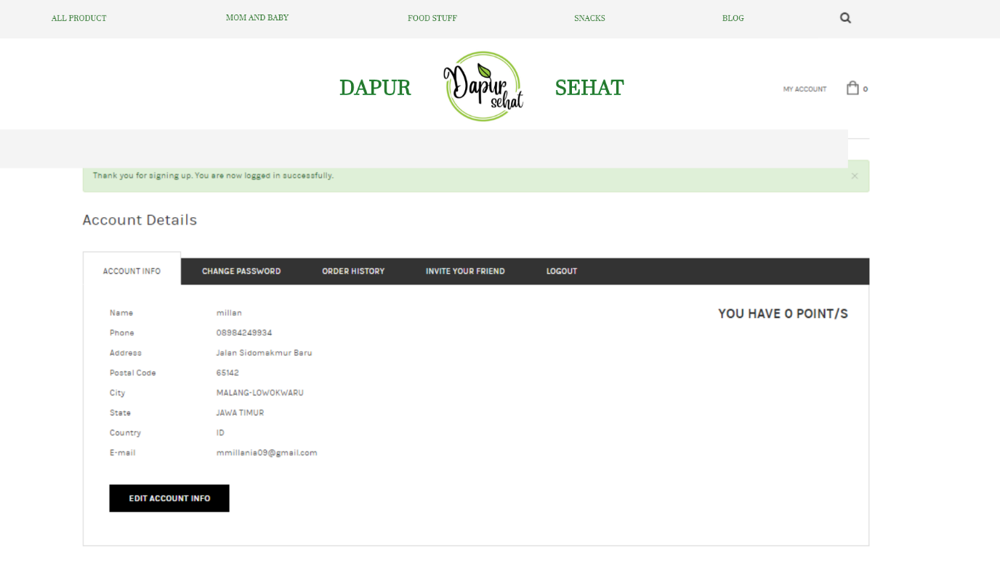 ALL PRODUCT MOM AND BABY FOOD STUFF SNACKS BLOG
DAPUR Dapur sehat SEHAT
MY ACCOUNT 0
Thank you for signing up. You are now logged in successfully. ×
Account Details
ACCOUNT INFO CHANGE PASSWORD ORDER HISTORY INVITE YOUR FRIEND LOGOUT
YOU HAVE 0 POINT/S
Name millan
Phone 08984249934
Address Jalan Sidomakmur Baru
Postal Code 65142
City MALANG-LOWOKWARU
State JAWA TIMUR
Country ID
E-mail mmillania09@gmail.com
EDIT ACCOUNT INFO